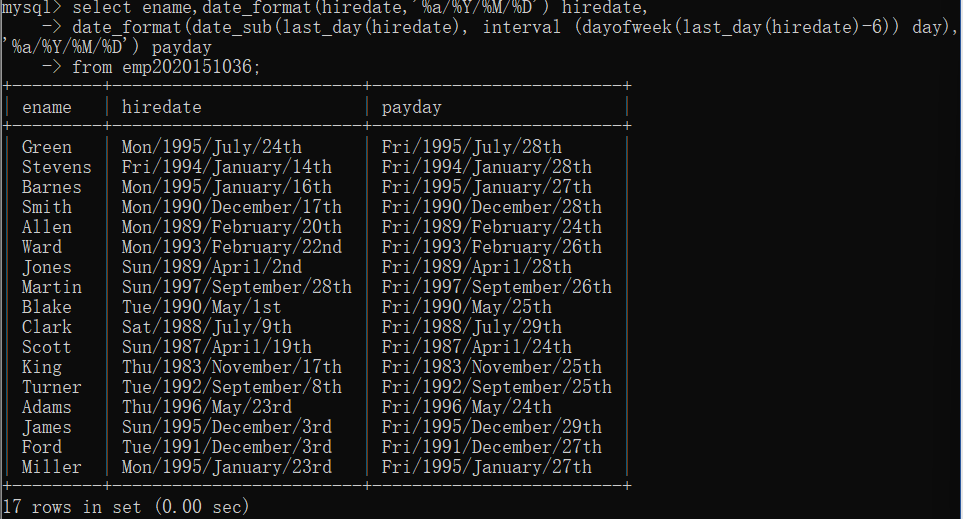 mysql> select ename,date_format(hiredate,'%a/%Y/%M/%D') hiredate,
    -> date_format(date_sub(last_day(hiredate), interval (dayofweek(last_day(hiredate)-6)) day),
'%a/%Y/%M/%D') payday
    -> from emp2020151036;
+---------+-------------------------+-------------------------+
| ename   | hiredate                | payday                  |
+---------+-------------------------+-------------------------+
| Green   | Mon/1995/July/24th      | Fri/1995/July/28th      |
| Stevens | Fri/1994/January/14th   | Fri/1994/January/28th   |
| Barnes  | Mon/1995/January/16th   | Fri/1995/January/27th   |
| Smith   | Mon/1990/December/17th  | Fri/1990/December/28th  |
| Allen   | Mon/1989/February/20th  | Fri/1989/February/24th  |
| Ward    | Mon/1993/February/22nd  | Fri/1993/February/26th  |
| Jones   | Sun/1989/April/2nd      | Fri/1989/April/28th     |
| Martin  | Sun/1997/September/28th | Fri/1997/September/26th |
| Blake   | Tue/1990/May/1st        | Fri/1990/May/25th       |
| Clark   | Sat/1988/July/9th       | Fri/1988/July/29th      |
| Scott   | Sun/1987/April/19th     | Fri/1987/April/24th     |
| King    | Thu/1983/November/17th  | Fri/1983/November/25th  |
| Turner  | Tue/1992/September/8th  | Fri/1992/September/25th |
| Adams   | Thu/1996/May/23rd       | Fri/1996/May/24th       |
| James   | Sun/1995/December/3rd   | Fri/1995/December/29th  |
| Ford    | Tue/1991/December/3rd   | Fri/1991/December/27th  |
| Miller  | Mon/1995/January/23rd   | Fri/1995/January/27th   |
+---------+-------------------------+-------------------------+
17 rows in set (0.00 sec)